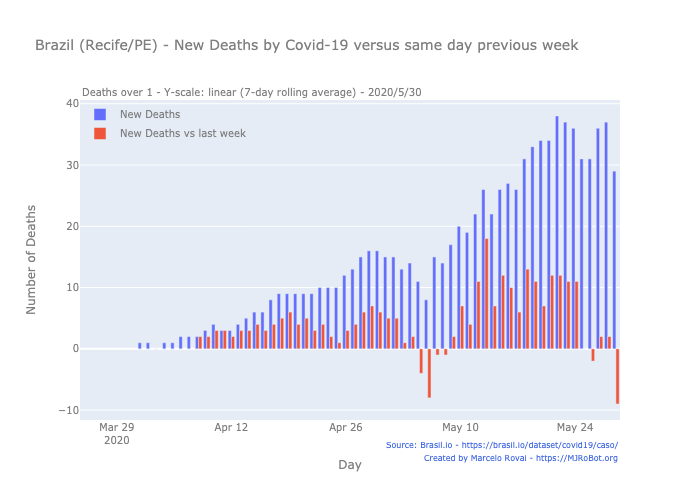 Brazil (Recife/PE) - New Deaths by Covid-19 versus same day previous week
Deaths over 1 - Y-scale: linear (7-day rolling average) - 2020/5/30
New Deaths
New Deaths vs last week
40
30
20
10
0
−10
Number of Deaths
Mar 29
2020
Apr 12
Apr 26
May 10
May 24
Day
Source: Brasil.io - https://brasil.io/dataset/covid19/caso/
Created by Marcelo Rovai - https://MJRoBot.org